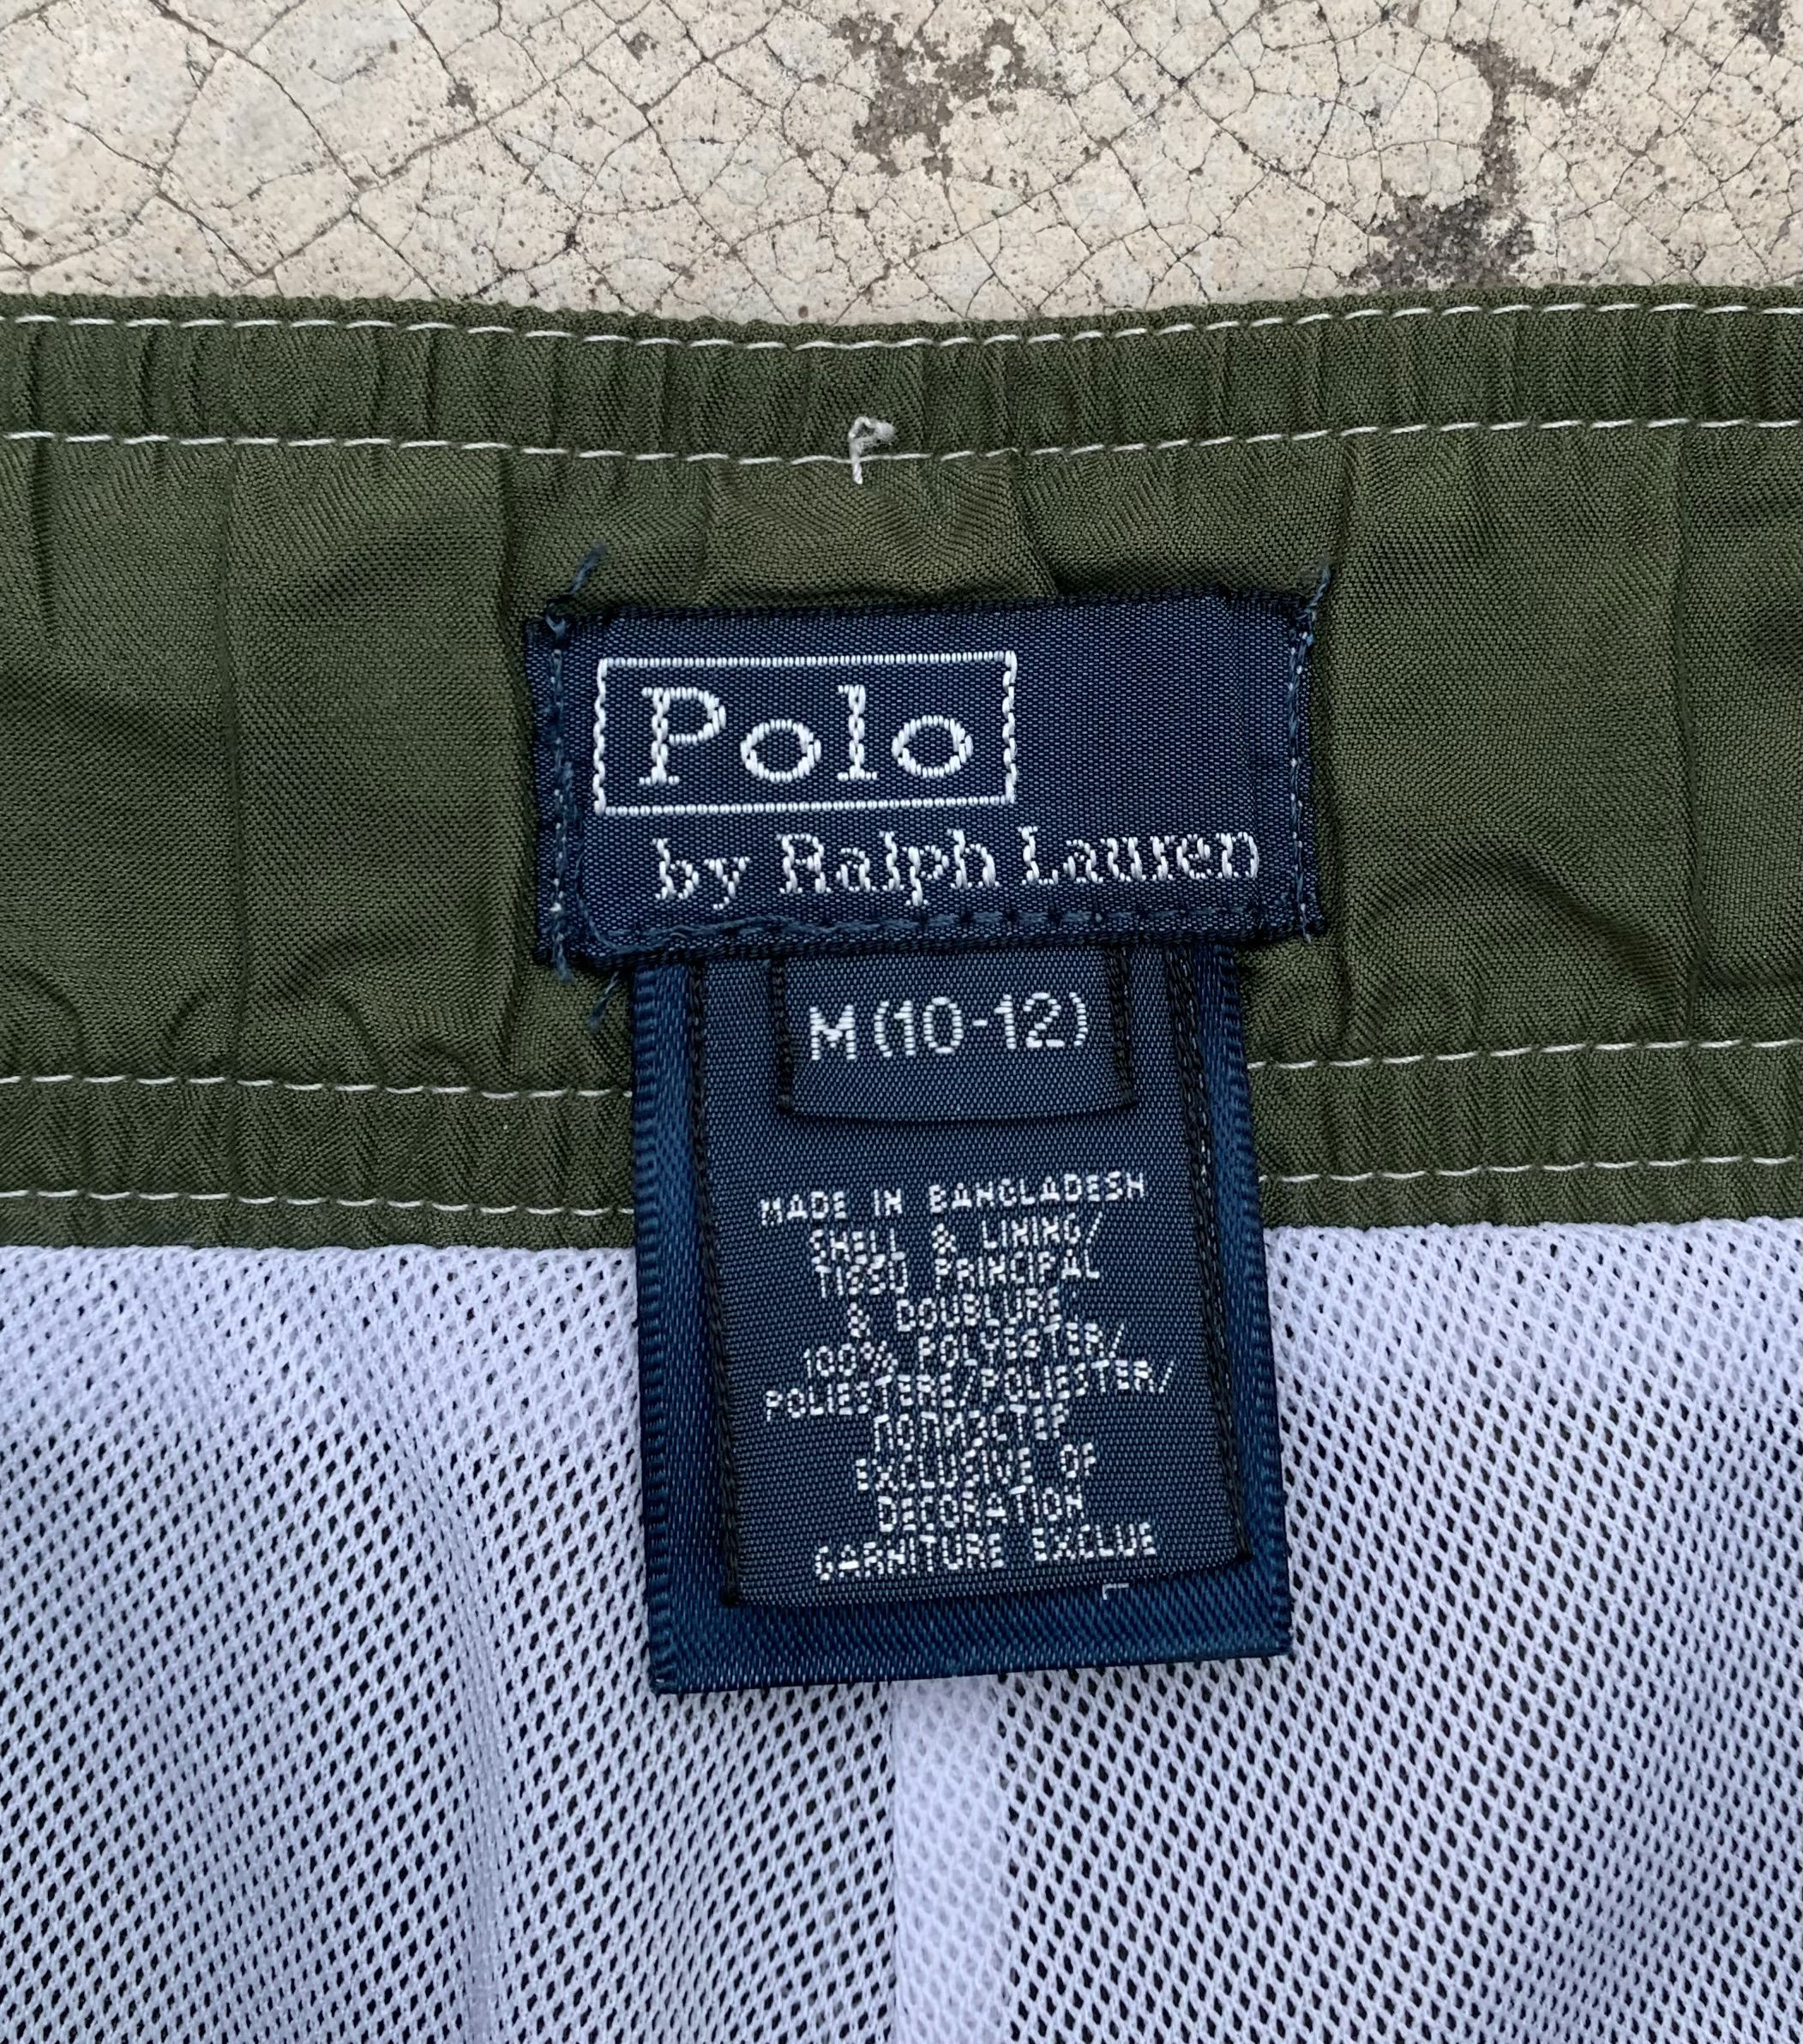 Polo
by Ralph Lauren
M (10-12)
MADE IN BANGLADESH
SHELL & LINING/
TISSU PRINCIPAL
& DOUBLURE
100% POLYESTER/
POLIESTERE/POLIESTER/
ПОЛИЭСТЕР
EXCLUSIVE OF
DECORATION
GARNITURE EXCLUE